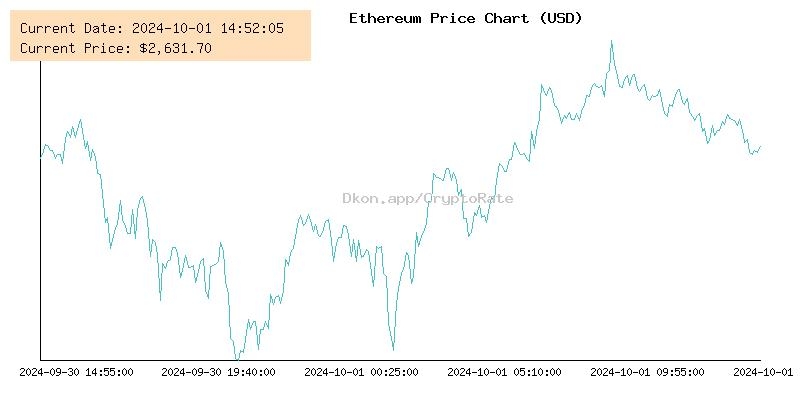 Ethereum Price Chart (USD)
Current Date: 2024-10-01 14:52:05
Current Price: $2,631.70
Dkon.app/CryptoRate
2024-09-30 14:55:00 2024-09-30 19:40:00 2024-10-01 00:25:00 2024-10-01 05:10:00 2024-10-01 09:55:00 2024-10-01